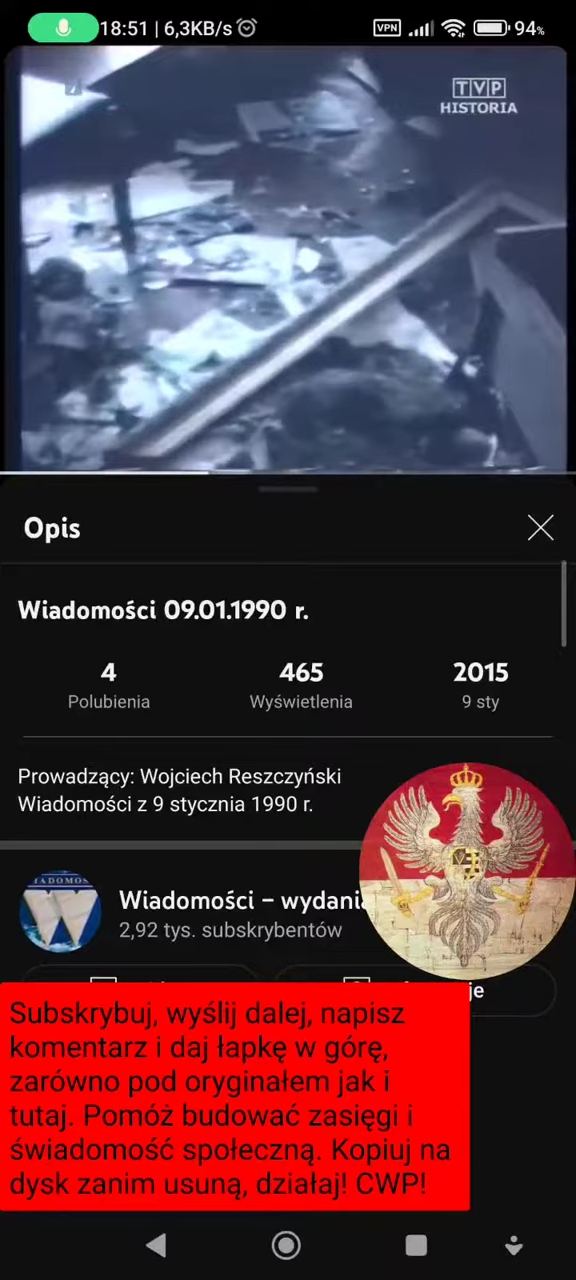 18:51 | 6,3KB/s
VPN
94%
TVP
HISTORIA
Opis
Wiadomości 09.01.1990 r.
4
465
2015
Polubienia
Wyświetlenia
9 sty
Prowadzący: Wojciech Reszczyński
Wiadomości z 9 stycznia 1990 r.
Wiadomości – wydania
2,92 tys. subskrybentów
Subskrybuj, wyślij dalej, napisz
komentarz i daj łapkę w górę,
zarówno pod oryginałem jak i
tutaj. Pomóż budować zasięgi i
świadomość społeczną. Kopiuj na
dysk zanim usuną, działaj! CWP!